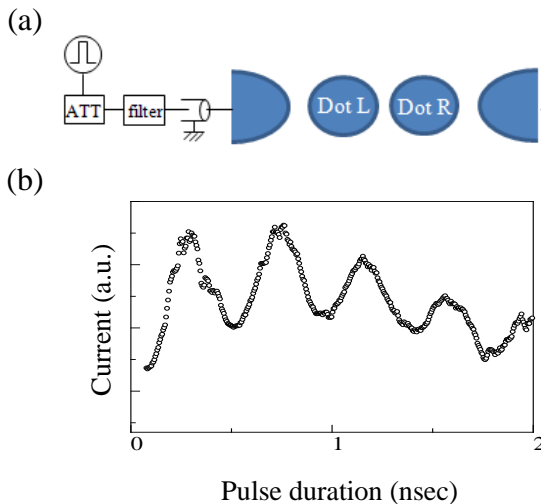 (a)
ATT
filter
Dot L
Dot R
(b)
Current (a.u.)
0
1
2
Pulse duration (nsec)